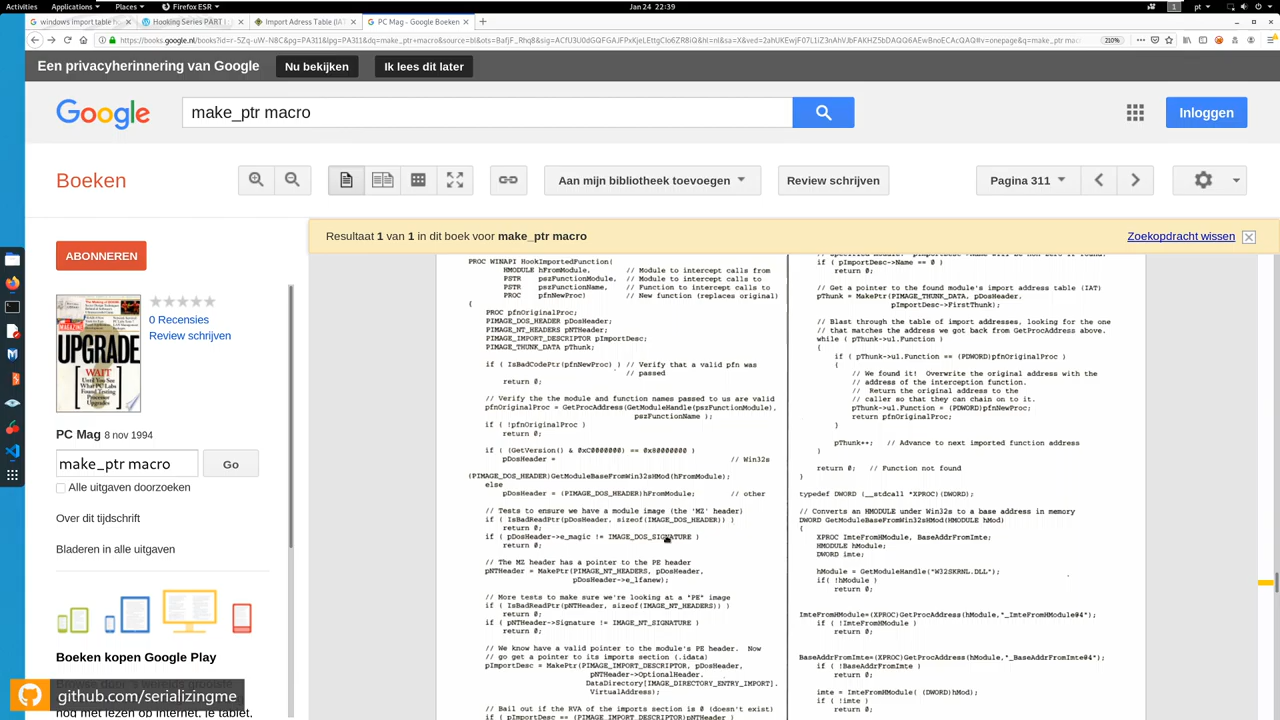 Activities Applications Places Firefox ESR Jan 24 22:39 1 pt
windows import table ho Hooking Series PART I Import Adress Table (IAT PC Mag - Google Boeken
210%
Een privacyherinnering van Google Nu bekijken Ik lees dit later
Google make_ptr macro Inloggen
Boeken Aan mijn bibliotheek toevoegen Review schrijven Pagina 311
Resultaat 1 van 1 in dit boek voor make_ptr macro Zoekopdracht wissen
ABONNEREN
MAGAZINE
UPGRADE
WAIT
0 Recensies
Review schrijven
PC Mag 8 nov 1994
make_ptr macro Go
Alle uitgaven doorzoeken
Over dit tijdschrift
Bladeren in alle uitgaven
Boeken kopen Google Play
github.com/serializingme
PROC WINAPI HookImportedFunction(
HMODULE hFromModule, // Module to intercept calls from
PSTR pszFunctionModule, // Module to intercept calls to
PSTR pszFunctionName, // Function to intercept calls to
PROC pfnNewProc) // New function (replaces original)
{
PROC pfnOriginalProc;
PIMAGE_DOS_HEADER pDosHeader;
PIMAGE_NT_HEADERS pNTHeader;
PIMAGE_IMPORT_DESCRIPTOR pImportDesc;
PIMAGE_THUNK_DATA pThunk;
if ( IsBadCodePtr(pfnNewProc) ) // Verify that a valid pfn was
// passed
return 0;
// Verify the the module and function names passed to us are valid
pfnOriginalProc = GetProcAddress(GetModuleHandle(pszFunctionModule),
pszFunctionName );
if ( !pfnOriginalProc )
return 0;
if ( (GetVersion() & 0xC0000000) == 0x80000000 )
pDosHeader = // Win32s
(PIMAGE_DOS_HEADER)GetModuleBaseFromWin32sHMod(hFromModule);
else
pDosHeader = (PIMAGE_DOS_HEADER)hFromModule; // other
// Tests to ensure we have a module image (the 'MZ' header)
if ( IsBadReadPtr(pDosHeader, sizeof(IMAGE_DOS_HEADER)) )
return 0;
if ( pDosHeader->e_magic != IMAGE_DOS_SIGNATURE )
return 0;
// The MZ header has a pointer to the PE header
pNTHeader = MakePtr(PIMAGE_NT_HEADERS, pDosHeader,
pDosHeader->e_lfanew);
// More tests to make sure we're looking at a "PE" image
if ( IsBadReadPtr(pNTHeader, sizeof(IMAGE_NT_HEADERS)) )
return 0;
if ( pNTHeader->Signature != IMAGE_NT_SIGNATURE )
return 0;
// We know have a valid pointer to the module's PE header. Now
// go get a pointer to its imports section (.idata)
pImportDesc = MakePtr(PIMAGE_IMPORT_DESCRIPTOR, pDosHeader,
pNTHeader->OptionalHeader.
DataDirectory[IMAGE_DIRECTORY_ENTRY_IMPORT].
VirtualAddress);
// Bail out if the RVA of the imports section is 0 (doesn't exist)
if ( pImportDesc == (PIMAGE_IMPORT_DESCRIPTOR)pNTHeader )
if ( pImportDesc->Name == 0 )
return 0;
// Get a pointer to the found module's import address table (IAT)
pThunk = MakePtr(PIMAGE_THUNK_DATA, pDosHeader,
pImportDesc->FirstThunk);
// Blast through the table of import addresses, looking for the one
// that matches the address we got back from GetProcAddress above.
while ( pThunk->u1.Function )
{
if ( pThunk->u1.Function == (PDWORD)pfnOriginalProc )
{
// We found it! Overwrite the original address with the
// address of the interception function.
// Return the original address to the
// caller so that they can chain on to it.
pThunk->u1.Function = (PDWORD)pfnNewProc;
return pfnOriginalProc;
}
pThunk++; // Advance to next imported function address
}
return 0; // Function not found
}
typedef DWORD (__stdcall *XPROC)(DWORD);
// Converts an HMODULE under Win32s to a base address in memory
DWORD GetModuleBaseFromWin32sHMod(HMODULE hMod)
{
XPROC ImteFromHModule, BaseAddrFromImte;
HMODULE hModule;
DWORD imte;
hModule = GetModuleHandle("W32SKRNL.DLL");
if( !hModule )
return 0;
ImteFromHModule=(XPROC)GetProcAddress(hModule,"_ImteFromHModule@4");
if ( !ImteFromHModule )
return 0;
BaseAddrFromImte=(XPROC)GetProcAddress(hModule,"_BaseAddrFromImte@4");
if ( !BaseAddrFromImte )
return 0;
imte = ImteFromHModule( (DWORD)hMod);
if ( !imte )
return 0;